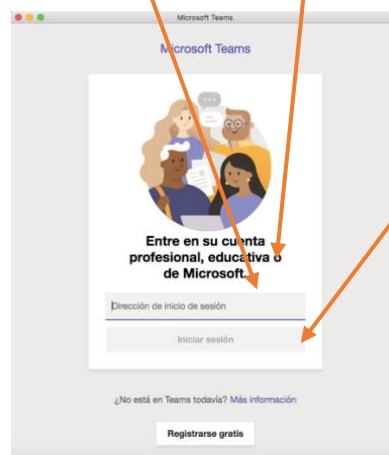 Microsoft Teams
Microsoft Teams
Entre en su cuenta
profesional, educativa o
de Microsoft.
Dirección de inicio de sesión
Iniciar sesión
¿No está en Teams todavía? Más información
Registrarse gratis